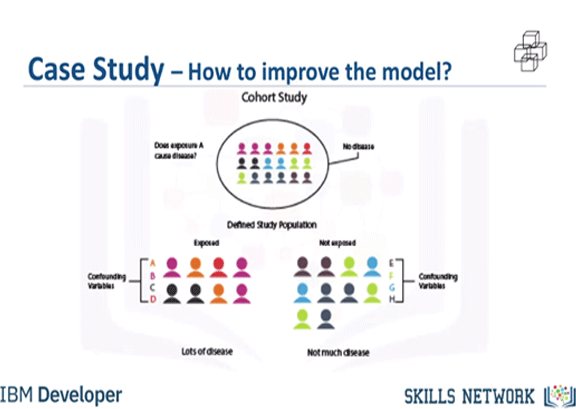 Case Study – How to improve the model?
Cohort Study
Does exposure A
cause disease?
No disease
Defined Study Population
Exposed
Not exposed
Confounding
Variables
A
B
C
D
E
F
G
H
Confounding
Variables
Lots of disease
Not much disease
IBM Developer
SKILLS NETWORK